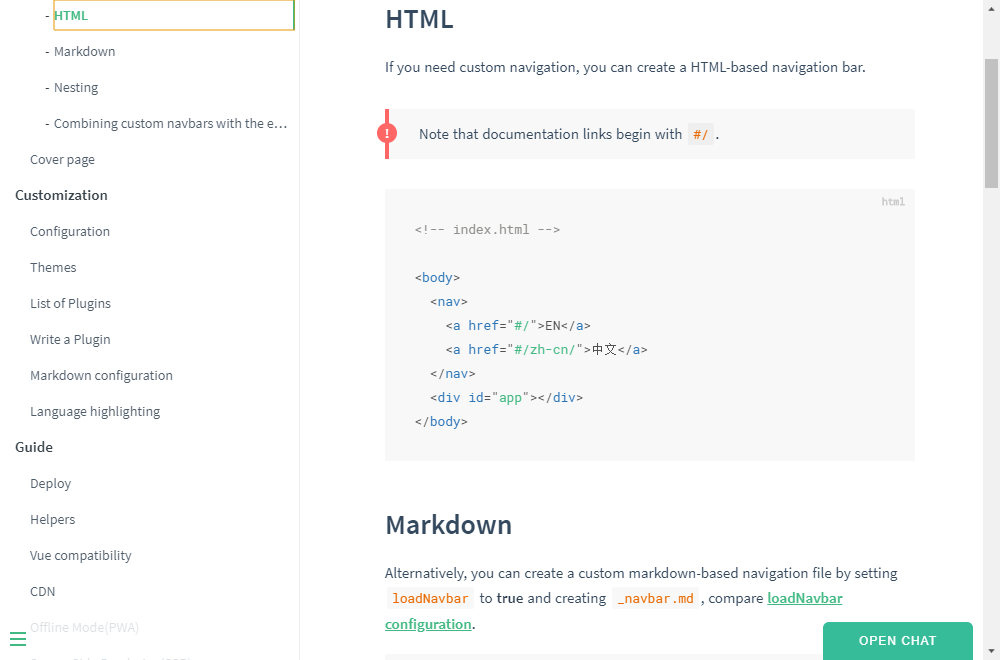 - HTML
- Markdown
- Nesting
- Combining custom navbars with the e…
Cover page
Customization
Configuration
Themes
List of Plugins
Write a Plugin
Markdown configuration
Language highlighting
Guide
Deploy
Helpers
Vue compatibility
CDN
Offline Mode(PWA)
HTML
If you need custom navigation, you can create a HTML-based navigation bar.
! Note that documentation links begin with #/ .
html
<!-- index.html -->
<body>
<nav>
<a href="#/">EN</a>
<a href="#/zh-cn/">中文</a>
</nav>
<div id="app"></div>
</body>
Markdown
Alternatively, you can create a custom markdown-based navigation file by setting
loadNavbar to true and creating _navbar.md , compare loadNavbar
configuration.
OPEN CHAT